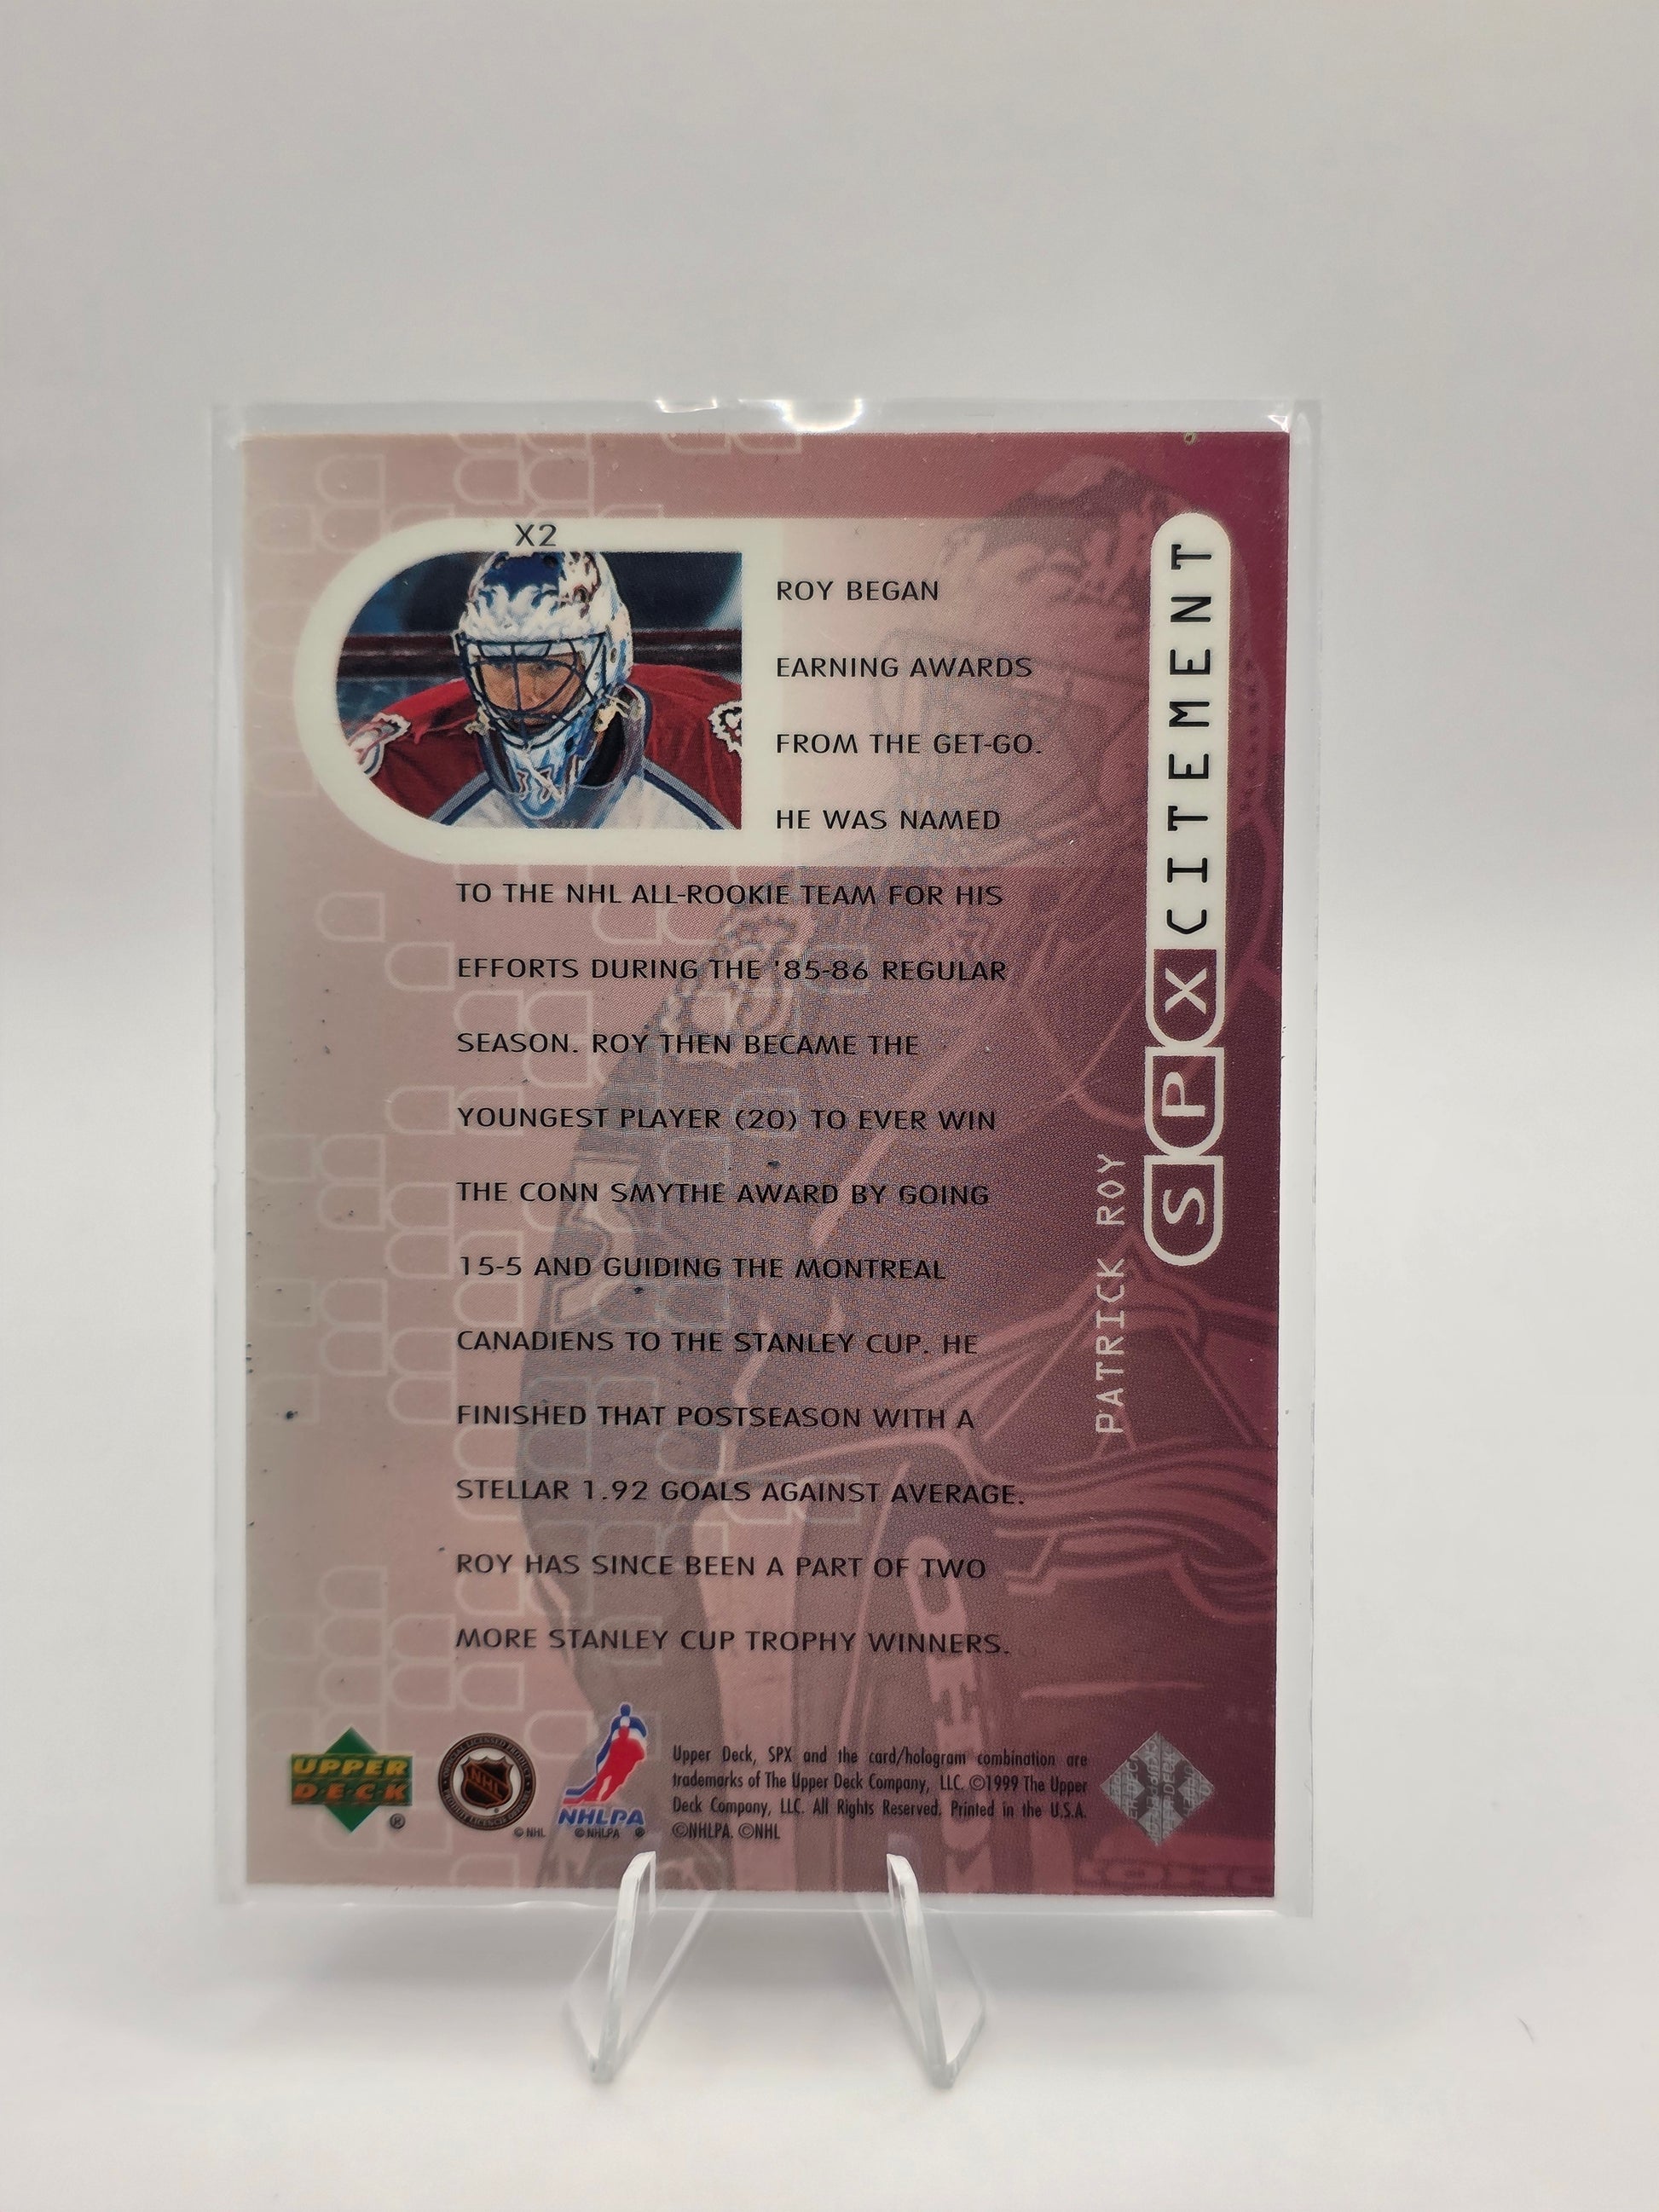 X2
ROY BEGAN
EARNING AWARDS
FROM THE GET-GO.
HE WAS NAMED
TO THE NHL ALL-ROOKIE TEAM FOR HIS
EFFORTS DURING THE '85-86 REGULAR
SEASON. ROY THEN BECAME THE
YOUNGEST PLAYER (20) TO EVER WIN
THE CONN SMYTHE AWARD BY GOING
15-5 AND GUIDING THE MONTREAL
CANADIENS TO THE STANLEY CUP. HE
FINISHED THAT POSTSEASON WITH A
STELLAR 1.92 GOALS AGAINST AVERAGE.
ROY HAS SINCE BEEN A PART OF TWO
MORE STANLEY CUP TROPHY WINNERS.
SPXCITEMENT
PATRICK ROY
UPPER
DECK
®
NHL
© NHL
NHLPA
© NHLPA ®
Upper Deck, SPX and the card/hologram combination are
trademarks of The Upper Deck Company, LLC. ©1999 The Upper
Deck Company, LLC. All Rights Reserved. Printed in the U.S.A.
©NHLPA. ©NHL